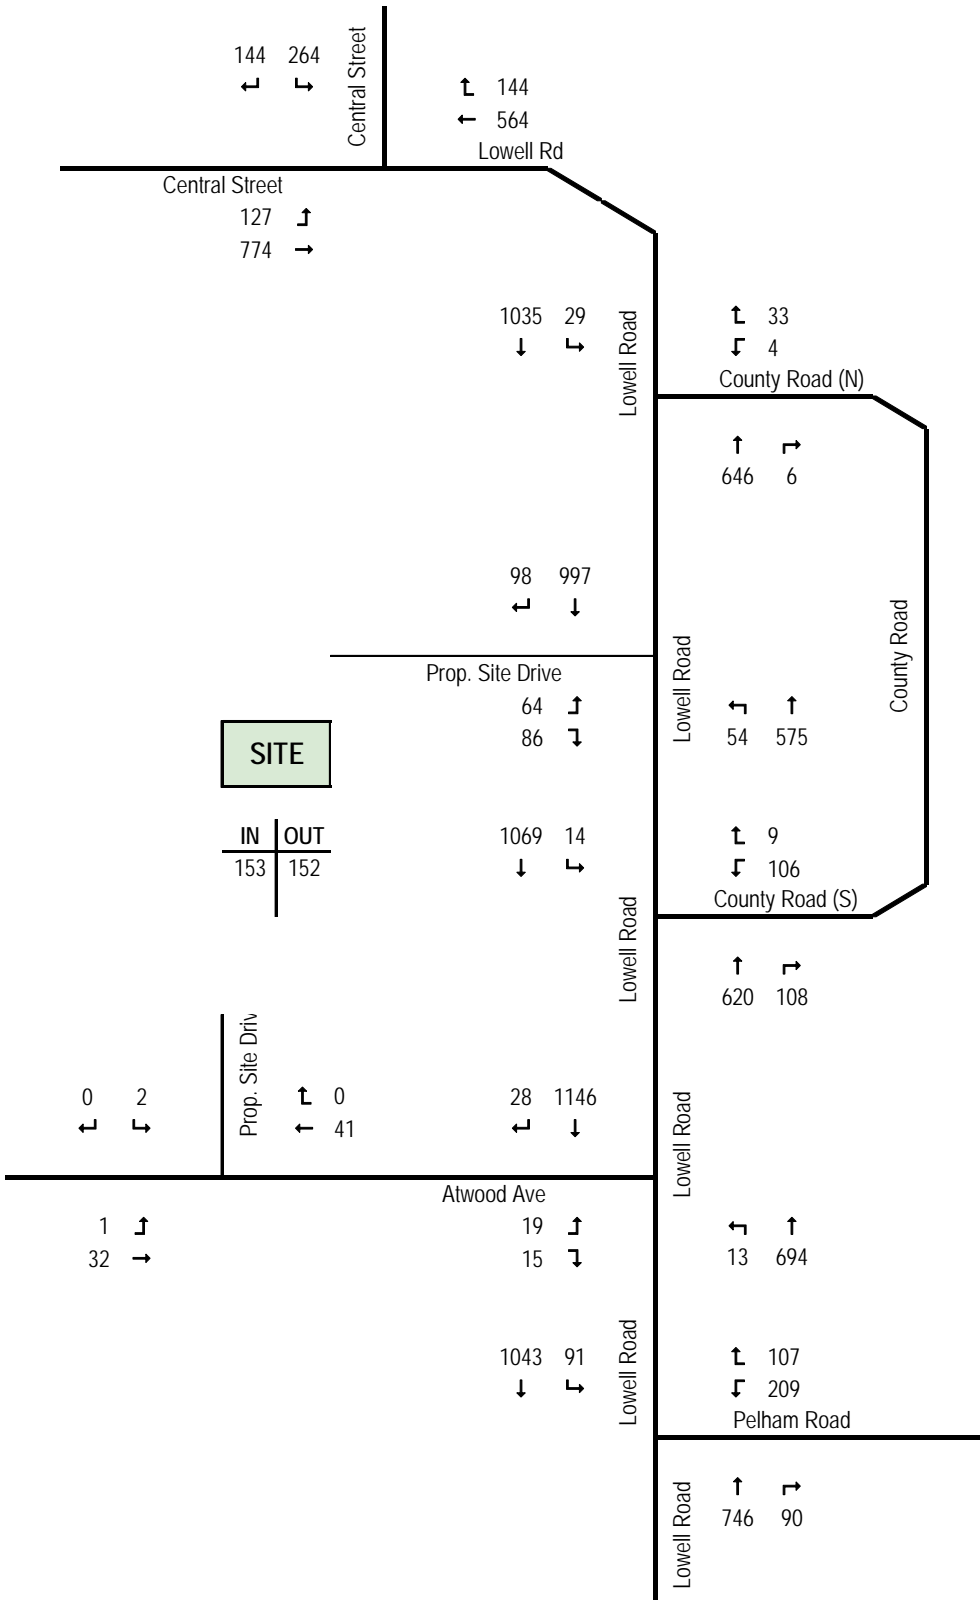 144 264
Central Street
144
564
Lowell Rd
Central Street
127
774
1035 29
Lowell Road
33
4
County Road (N)
646 6
98 997
County Road
Prop. Site Drive
Lowell Road
64
86
54 575
SITE
IN OUT
153 152
1069 14
9
106
County Road (S)
Lowell Road
620 108
Prop. Site Driv
0 2
0
41
28 1146
Lowell Road
Atwood Ave
1
32
19
15
13 694
1043 91
Lowell Road
107
209
Pelham Road
Lowell Road
746 90